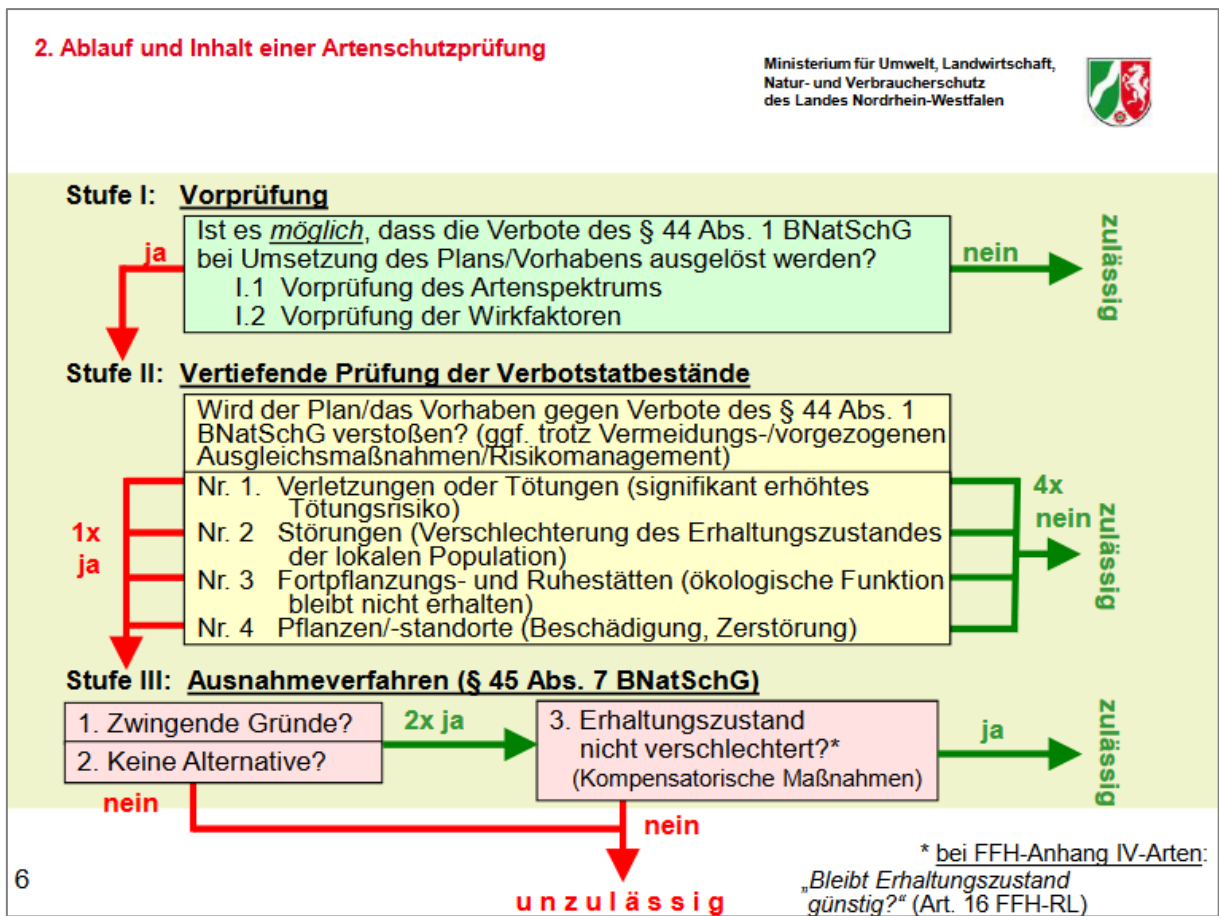 2. Ablauf und Inhalt einer Artenschutzprüfung
Ministerium für Umwelt, Landwirtschaft,
Natur- und Verbraucherschutz
des Landes Nordrhein-Westfalen
Stufe I: Vorprüfung
Ist es möglich, dass die Verbote des § 44 Abs. 1 BNatSchG
bei Umsetzung des Plans/Vorhabens ausgelöst werden?
I.1 Vorprüfung des Artenspektrums
I.2 Vorprüfung der Wirkfaktoren
ja
nein
zulässig
Stufe II: Vertiefende Prüfung der Verbotstatbestände
Wird der Plan/das Vorhaben gegen Verbote des § 44 Abs. 1
BNatSchG verstoßen? (ggf. trotz Vermeidungs-/vorgezogenen
Ausgleichsmaßnahmen/Risikomanagement)
Nr. 1. Verletzungen oder Tötungen (signifikant erhöhtes
Tötungsrisiko)
Nr. 2 Störungen (Verschlechterung des Erhaltungszustandes
der lokalen Population)
Nr. 3 Fortpflanzungs- und Ruhestätten (ökologische Funktion
bleibt nicht erhalten)
Nr. 4 Pflanzen/-standorte (Beschädigung, Zerstörung)
1x
ja
4x
nein
zulässig
Stufe III: Ausnahmeverfahren (§ 45 Abs. 7 BNatSchG)
1. Zwingende Gründe?
2. Keine Alternative?
2x ja
3. Erhaltungszustand
nicht verschlechtert?*
(Kompensatorische Maßnahmen)
ja
zulässig
nein
nein
unzulässig
* bei FFH-Anhang IV-Arten:
„Bleibt Erhaltungszustand
günstig?“ (Art. 16 FFH-RL)
6